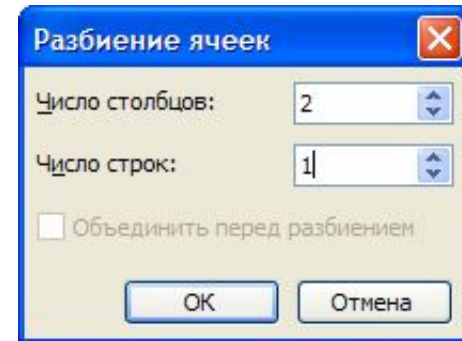 Разбиение ячеек
Число столбцов: 2
Число строк: 1
Объединить перед разбиением
ОК Отмена